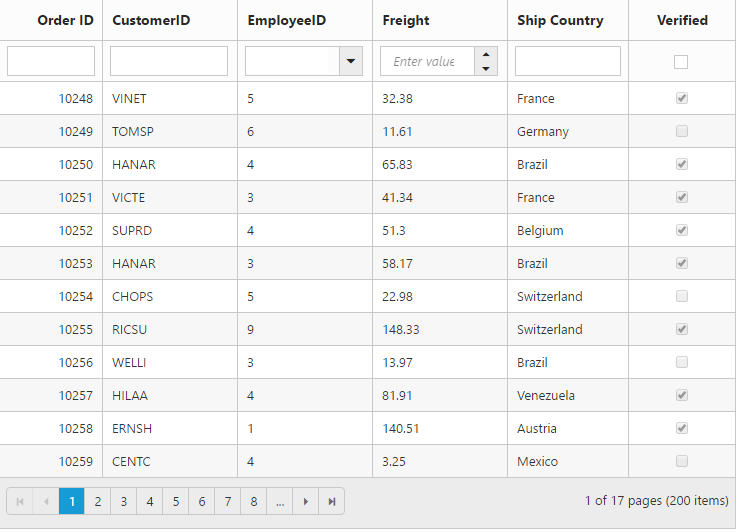 Order ID CustomerID EmployeeID Freight Ship Country Verified
Enter value
10248 VINET 5 32.38 France
10249 TOMSP 6 11.61 Germany
10250 HANAR 4 65.83 Brazil
10251 VICTE 3 41.34 France
10252 SUPRD 4 51.3 Belgium
10253 HANAR 3 58.17 Brazil
10254 CHOPS 5 22.98 Switzerland
10255 RICSU 9 148.33 Switzerland
10256 WELLI 3 13.97 Brazil
10257 HILAA 4 81.91 Venezuela
10258 ERNSH 1 140.51 Austria
10259 CENTC 4 3.25 Mexico
1 2 3 4 5 6 7 8 ... 1 of 17 pages (200 items)